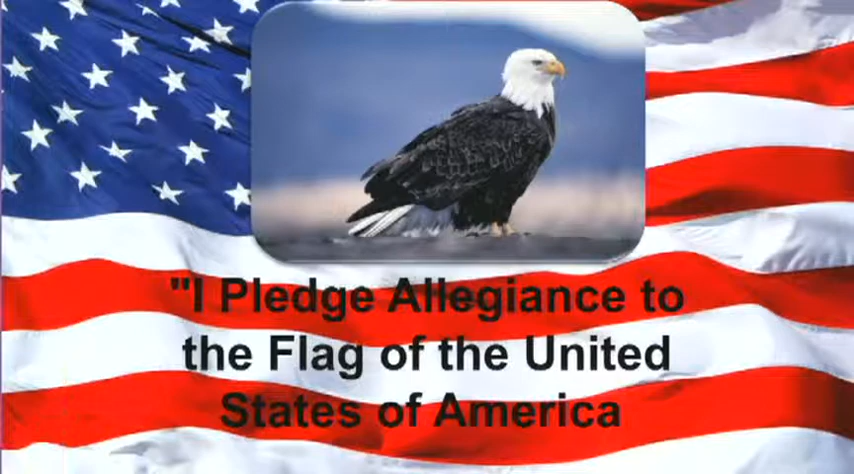 "I Pledge Allegiance to
the Flag of the United
States of America